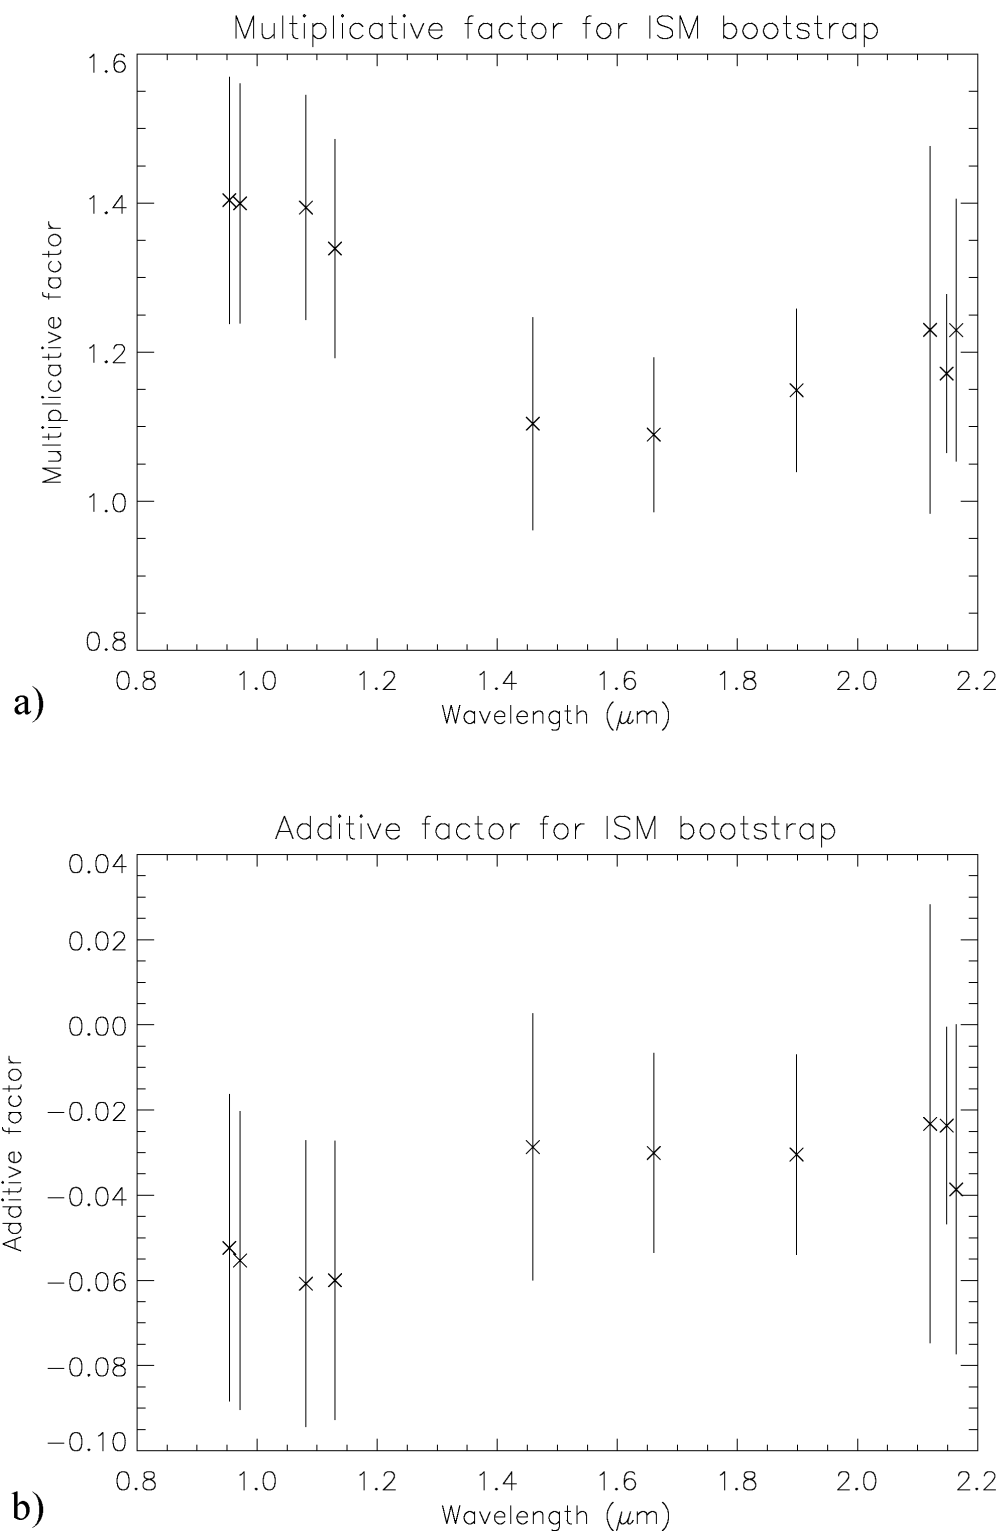 Multiplicative factor for ISM bootstrap
1.6
1.4
1.2
1.0
0.8
Multiplicative factor
0.8 1.0 1.2 1.4 1.6 1.8 2.0 2.2
Wavelength (μm)
a)
Additive factor for ISM bootstrap
0.04
0.02
0.00
−0.02
−0.04
−0.06
−0.08
−0.10
Additive factor
0.8 1.0 1.2 1.4 1.6 1.8 2.0 2.2
Wavelength (μm)
b)